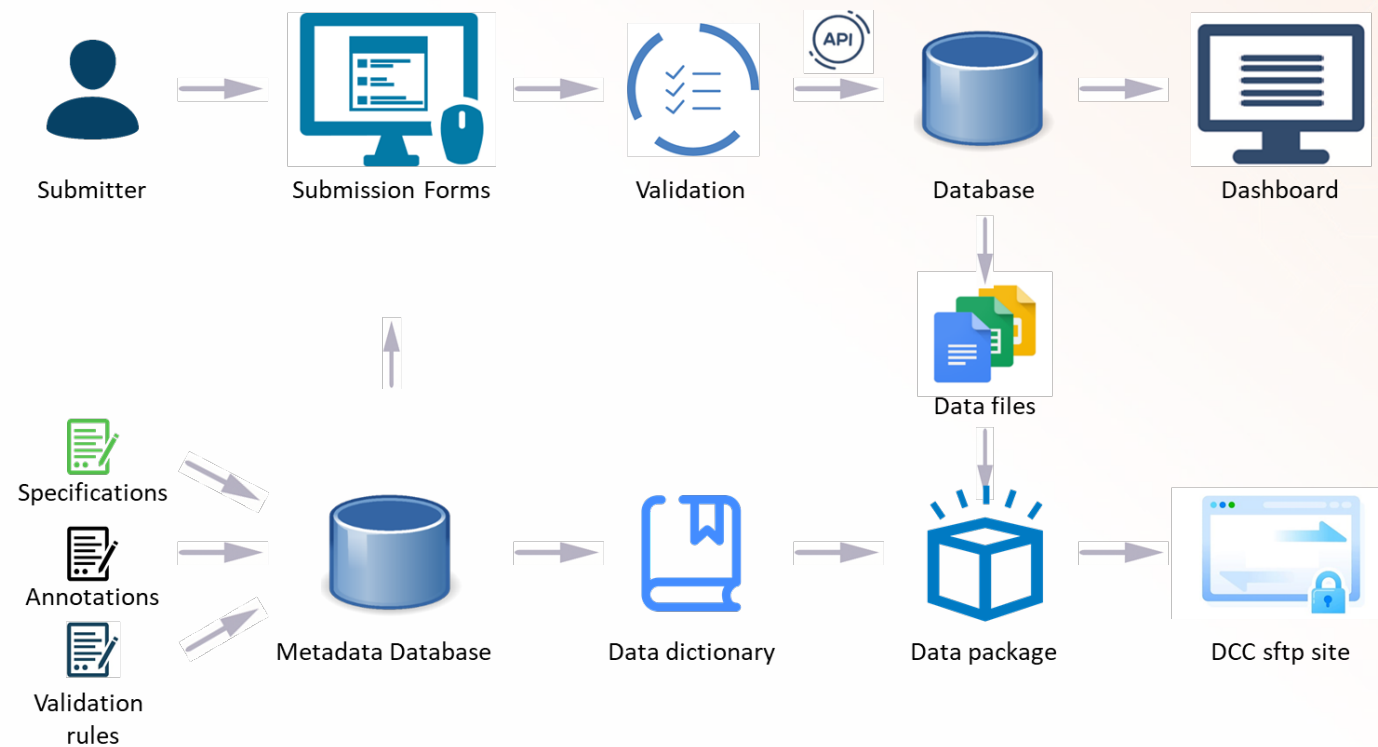 API
Submitter
Submission Forms
Validation
Database
Dashboard
Data files
Specifications
Annotations
Validation
rules
Metadata Database
Data dictionary
Data package
DCC sftp site